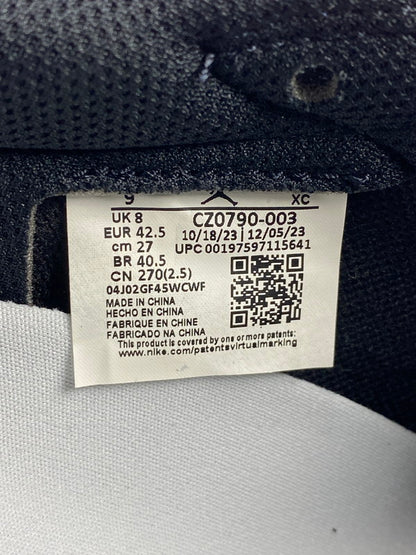 9 XC
UK 8 CZ0790-003
EUR 42.5 10/18/23 12/05/23
cm 27 UPC 00197597115641
BR 40.5
CN 270(2.5)
04J02GF45WCWF
MADE IN CHINA
HECHO EN CHINA
FABRIQUE EN CHINE
FABRICADO NA CHINA
This product is covered by one or more patents:
www.nike.com/patentsvirtualmarking